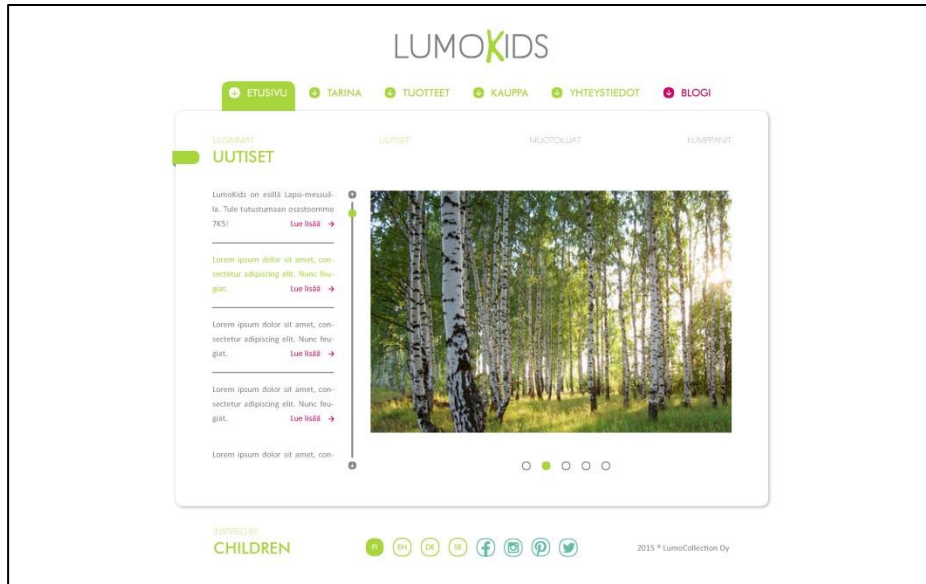 LUMOKIDS
ETUSIVU TARINA TUOTTEET KAUPPA YHTEYSTIEDOT BLOGI
UUSIMMAT UUTISET MUOTOILIJAT KUMPPANIT
UUTISET
LumoKids on esillä Lapsi-messuil-
la. Tule tutustumaan osastoomme
7K5! Lue lisää
Lorem ipsum dolor sit amet, con-
sectetur adipiscing elit. Nunc feu-
giat. Lue lisää
Lorem ipsum dolor sit amet, con-
sectetur adipiscing elit. Nunc feu-
giat. Lue lisää
Lorem ipsum dolor sit amet, con-
sectetur adipiscing elit. Nunc feu-
giat. Lue lisää
Lorem ipsum dolor sit amet, con-
INSPIRED BY
CHILDREN
FI EN DE SE
2015 ® LumoCollection Oy